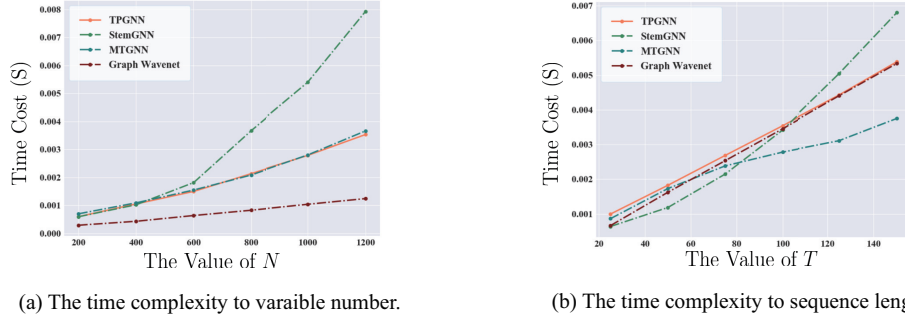 0.008
0.007
0.006
0.005
0.004
0.003
0.002
0.001
0.000
Time Cost (S)
TPGNN
StemGNN
MTGNN
Graph Wavenet
200 400 600 800 1000 1200
The Value of N
(a) The time complexity to varaible number.
0.007
0.006
0.005
0.004
0.003
0.002
0.001
Time Cost (S)
TPGNN
StemGNN
MTGNN
Graph Wavenet
20 40 60 80 100 120 140
The Value of T
(b) The time complexity to sequence leng